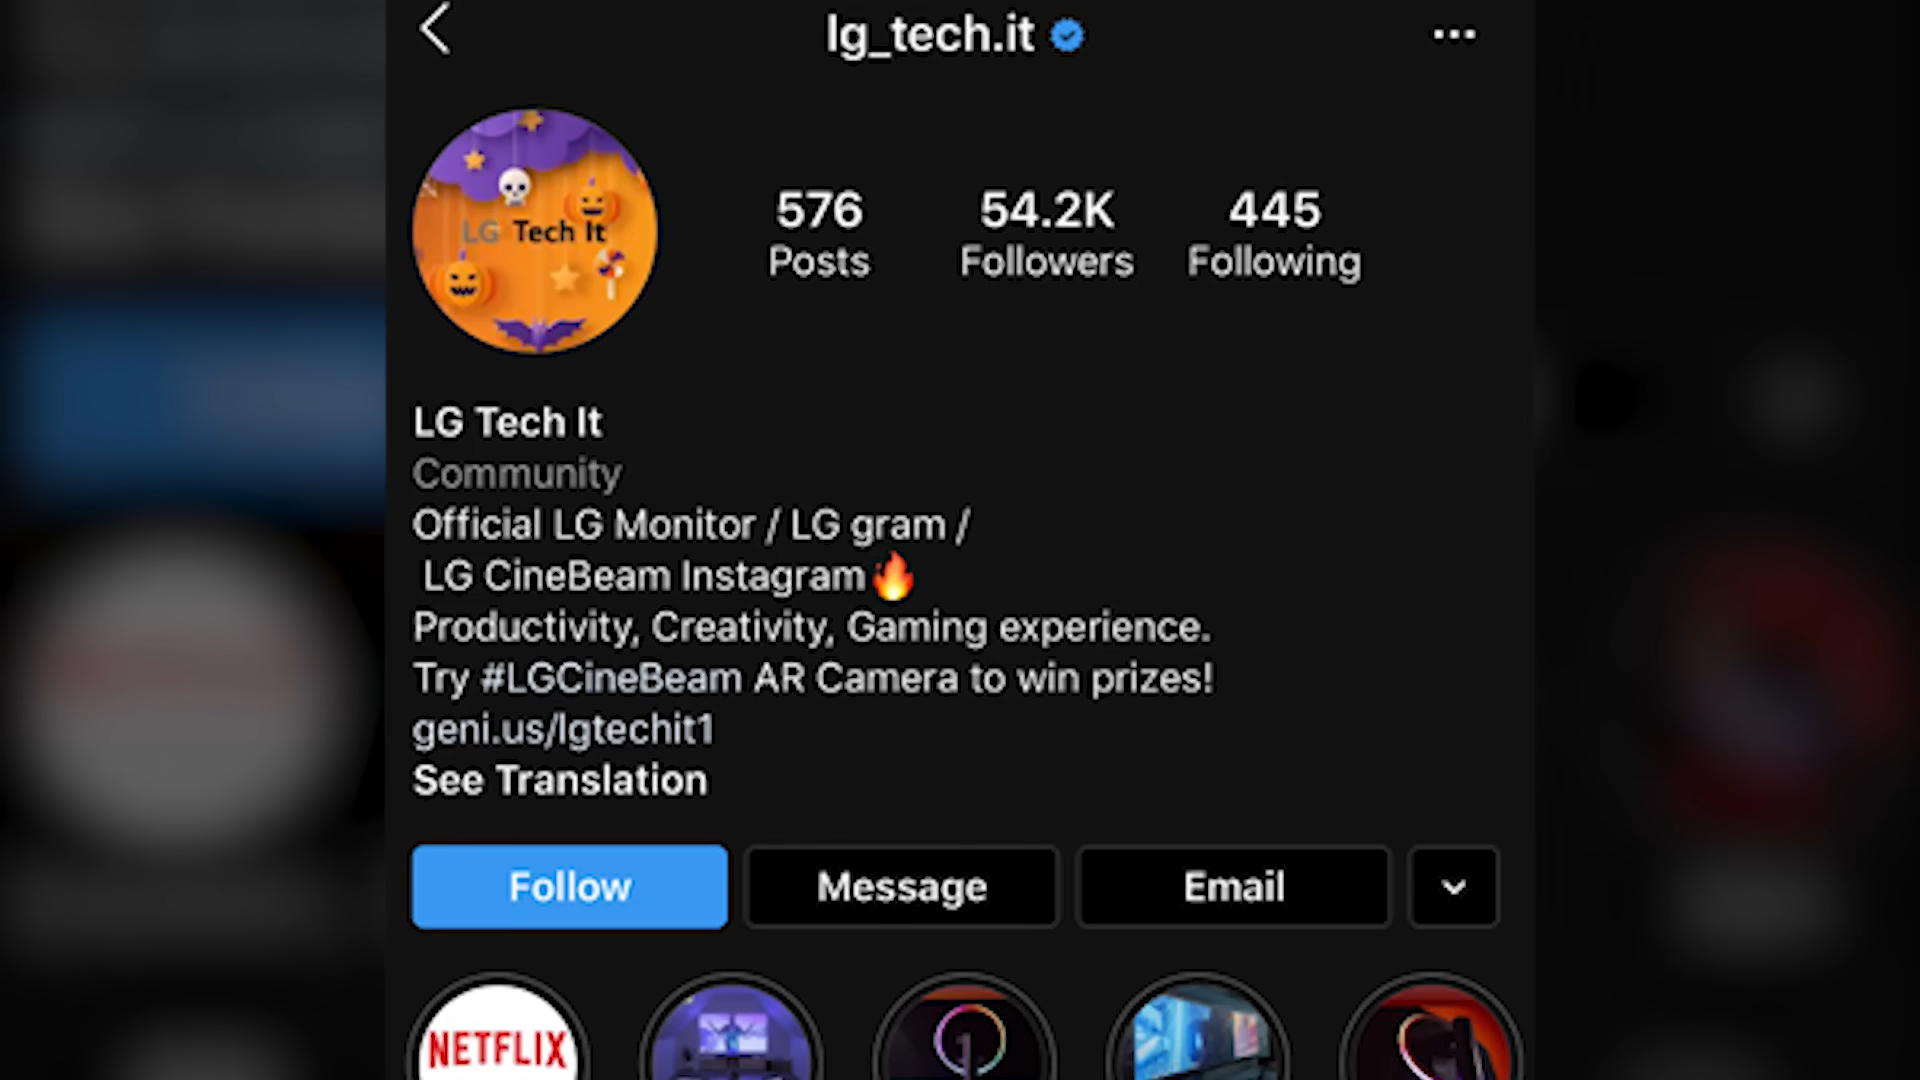 lg_tech.it
LG Tech It
576
Posts
54.2K
Followers
445
Following
LG Tech It
Community
Official LG Monitor / LG gram /
LG CineBeam Instagram🔥
Productivity, Creativity, Gaming experience.
Try #LGCineBeam AR Camera to win prizes!
geni.us/lgtechit1
See Translation
Follow
Message
Email
NETFLIX